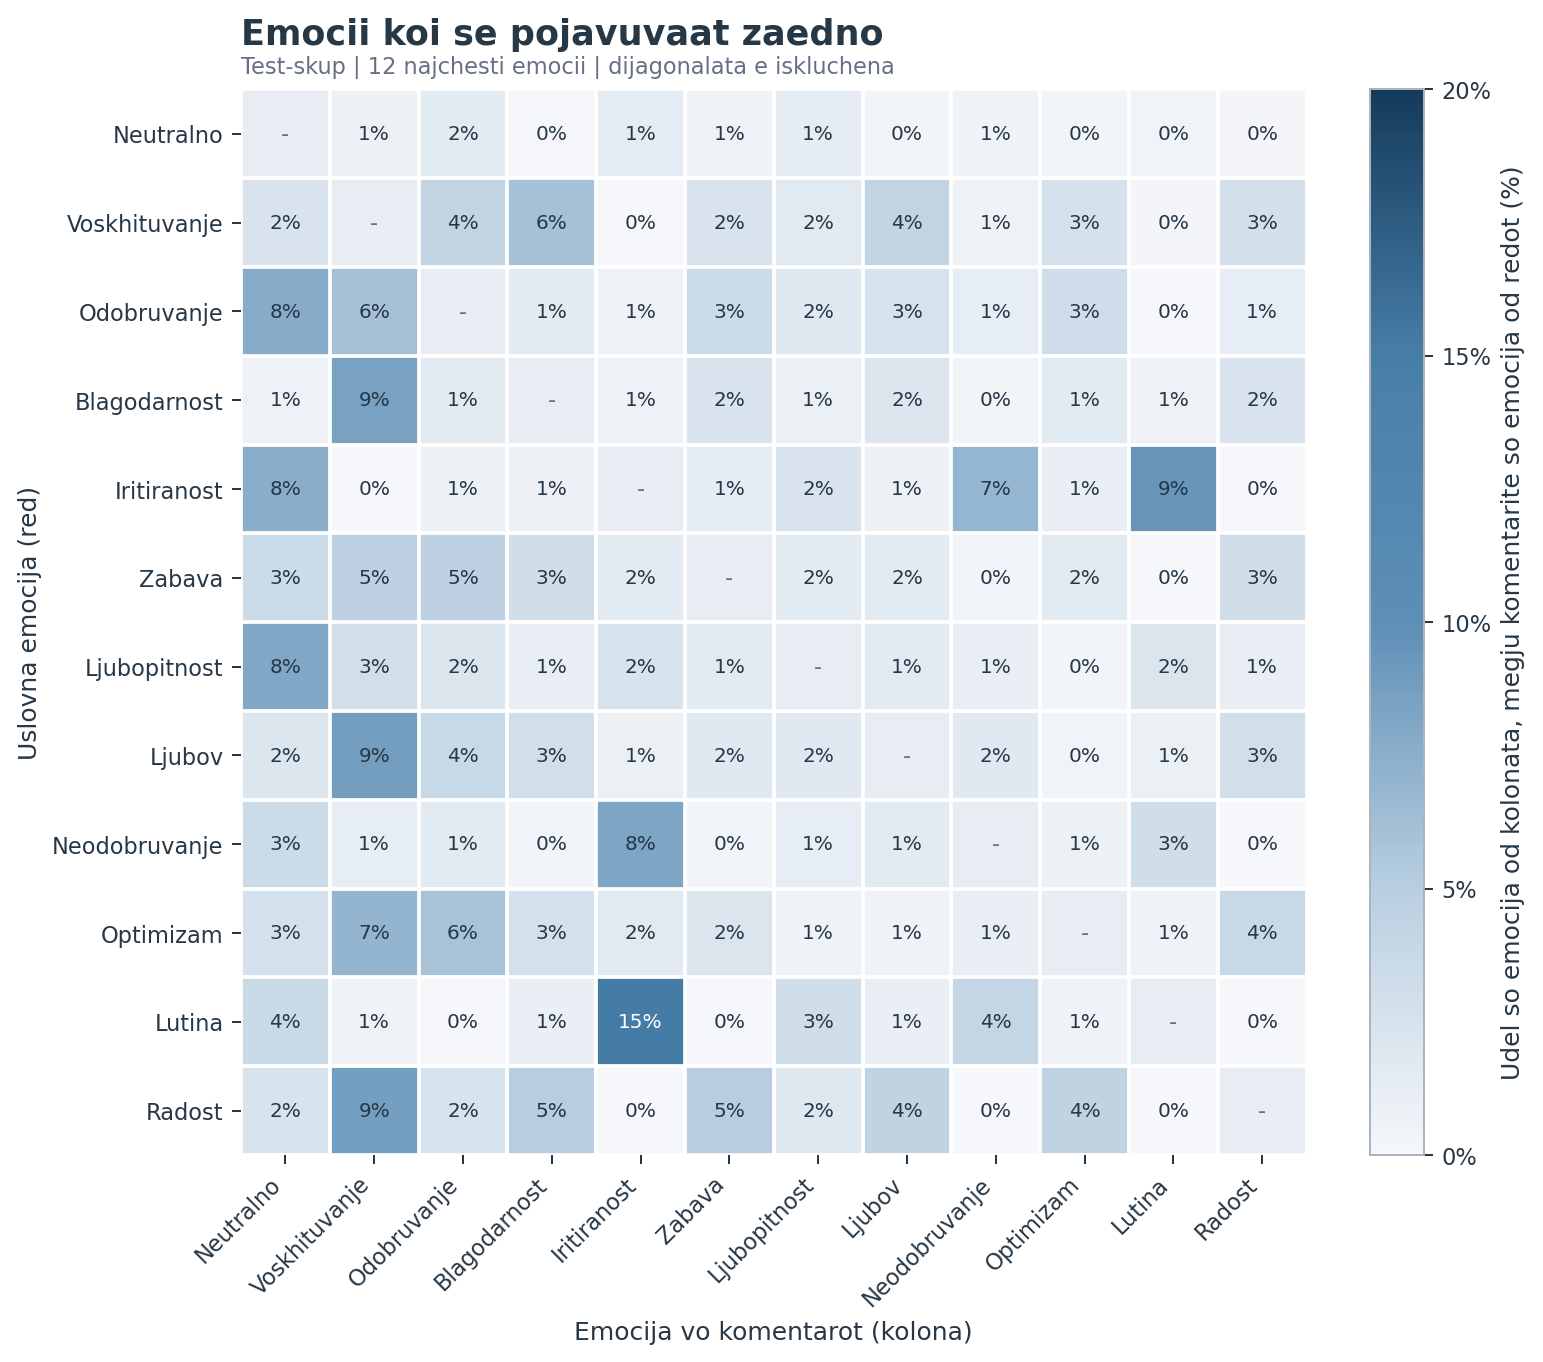 Emocii koi se pojavuvaat zaedno
Test-skup | 12 najchesti emocii | dijagonalata e iskluchena
Uslovna emocija (red)
Neutralno - 1% 2% 0% 1% 1% 1% 0% 1% 0% 0% 0%
Voskhituvanje 2% - 4% 6% 0% 2% 2% 4% 1% 3% 0% 3%
Odobruvanje 8% 6% - 1% 1% 3% 2% 3% 1% 3% 0% 1%
Blagodarnost 1% 9% 1% - 1% 2% 1% 2% 0% 1% 1% 2%
Iritiranost 8% 0% 1% 1% - 1% 2% 1% 7% 1% 9% 0%
Zabava 3% 5% 5% 3% 2% - 2% 2% 0% 2% 0% 3%
Ljubopitnost 8% 3% 2% 1% 2% 1% - 1% 1% 0% 2% 1%
Ljubov 2% 9% 4% 3% 1% 2% 2% - 2% 0% 1% 3%
Neodobruvanje 3% 1% 1% 0% 8% 0% 1% 1% - 1% 3% 0%
Optimizam 3% 7% 6% 3% 2% 2% 1% 1% 1% - 1% 4%
Lutina 4% 1% 0% 1% 15% 0% 3% 1% 4% 1% - 0%
Radost 2% 9% 2% 5% 0% 5% 2% 4% 0% 4% 0% -
Neutralno Voskhituvanje Odobruvanje Blagodarnost Iritiranost Zabava Ljubopitnost Ljubov Neodobruvanje Optimizam Lutina Radost
Emocija vo komentarot (kolona)
20%
15%
10%
5%
0%
Udel so emocija od kolonata, megju komentarite so emocija od redot (%)